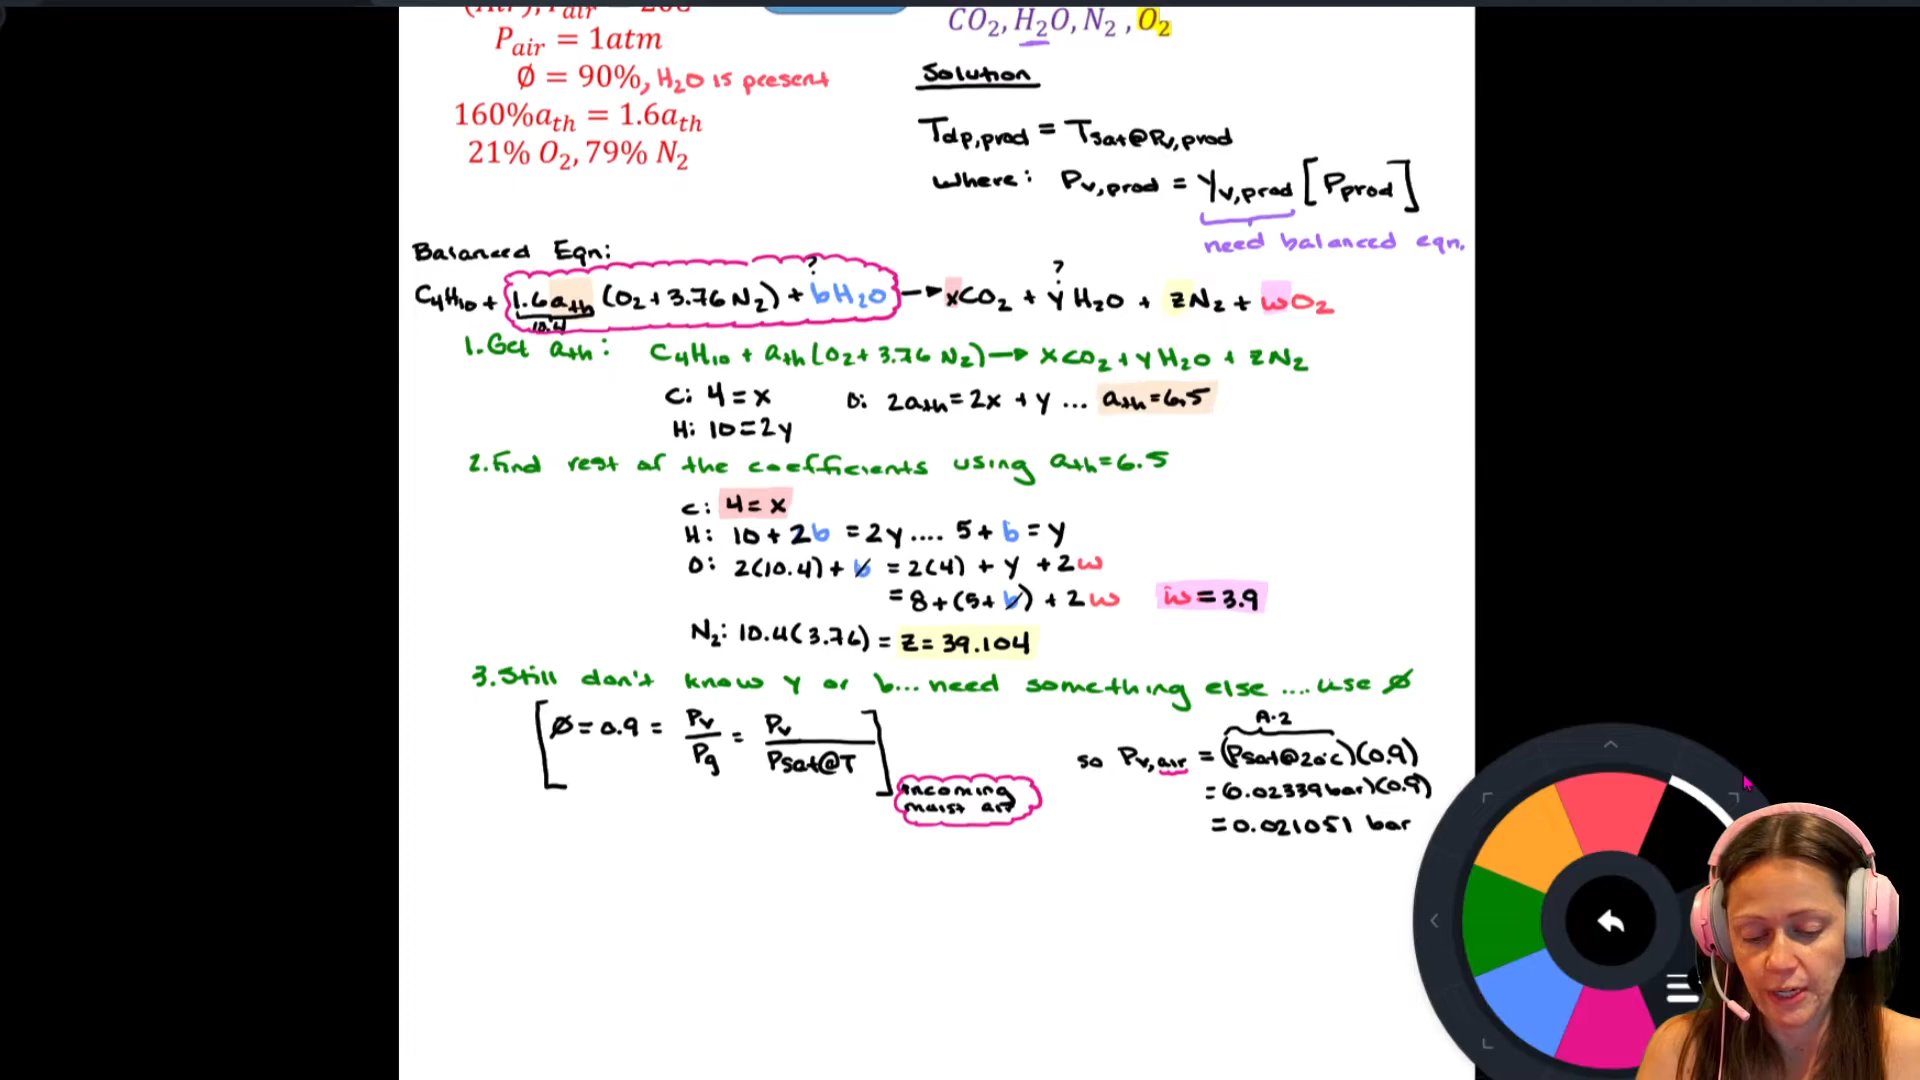 P_air = 1atm
CO₂, H₂O, N₂, O₂
Solution
∅ = 90%, H₂O is present
160%a_th = 1.6a_th
21% O₂, 79% N₂
T_dp,prod = T_sat@Pv,prod
where: P_v,prod = y_v,prod [P_prod]
need balanced eqn.
Balanced Eqn:
? ?
C₄H₁₀ + 1.6a_th (O₂ + 3.76 N₂) + bH₂O → xCO₂ + y H₂O + zN₂ + wO₂
10.4
1. Get a_th: C₄H₁₀ + a_th (O₂ + 3.76 N₂) → xCO₂ + yH₂O + zN₂
C: 4 = x O: 2a_th = 2x + y ... a_th = 6.5
H: 10 = 2y
2. Find rest of the coefficients using a_th = 6.5
C: 4 = x
H: 10 + 2b = 2y .... 5 + b = y
O: 2(10.4) + b = 2(4) + y + 2w
= 8 + (5 + b) + 2w w = 3.9
N₂: 10.4(3.76) = z = 39.104
3. Still don't know y or b... need something else .... use ∅
A-2
[∅ = 0.9 = P_v/P_g = P_v/P_sat@T]
so P_v,air = (P_sat@20°C)(0.9)
incoming
moist air
= (0.02339 bar)(0.9)
= 0.021051 bar